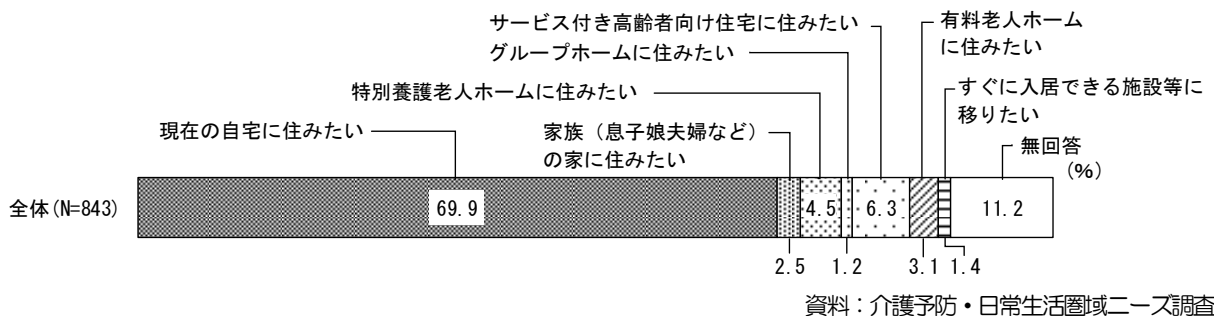 サービス付き高齢者向け住宅に住みたい
有料老人ホーム
に住みたい
グループホームに住みたい
特別養護老人ホームに住みたい
すぐに入居できる施設等に
移りたい
現在の自宅に住みたい
家族（息子娘夫婦など）
の家に住みたい
無回答
（%）
全体(N=843)
69.9
4.5
6.3
11.2
2.5
1.2
3.1
1.4
資料：介護予防・日常生活圏域ニーズ調査